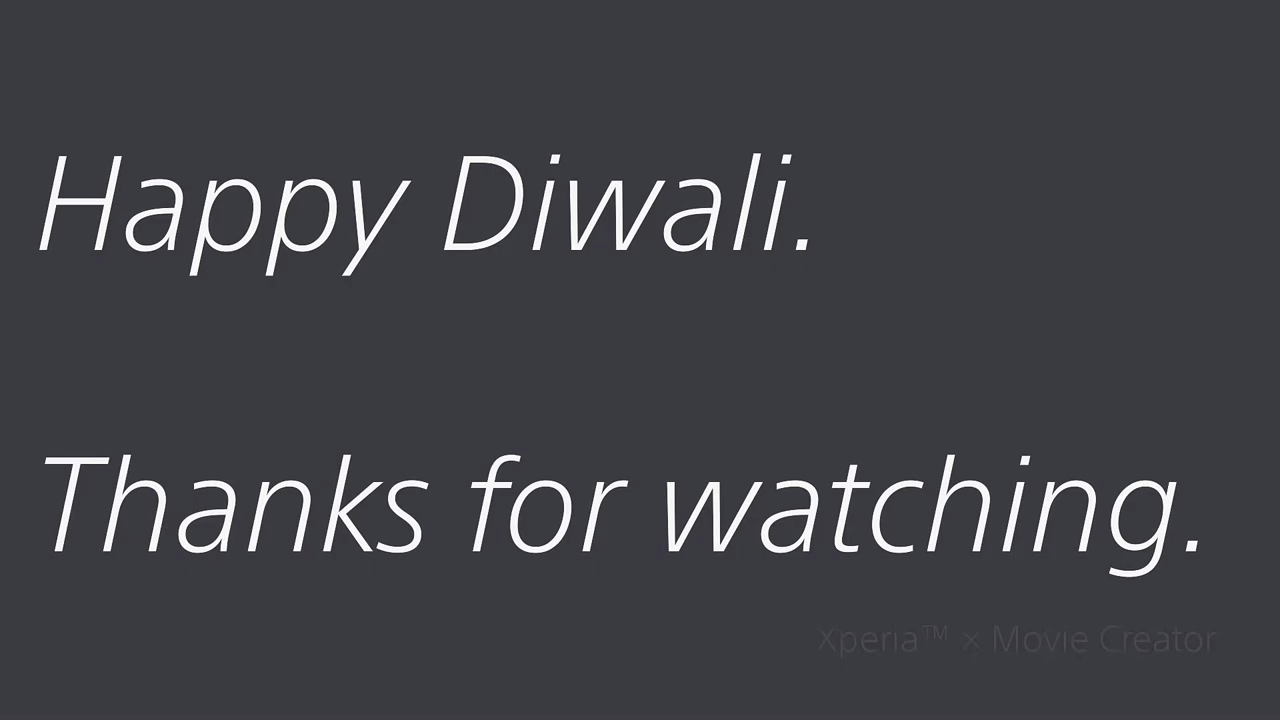 Happy Diwali.
Thanks for watching.
Xperia™ × Movie Creator